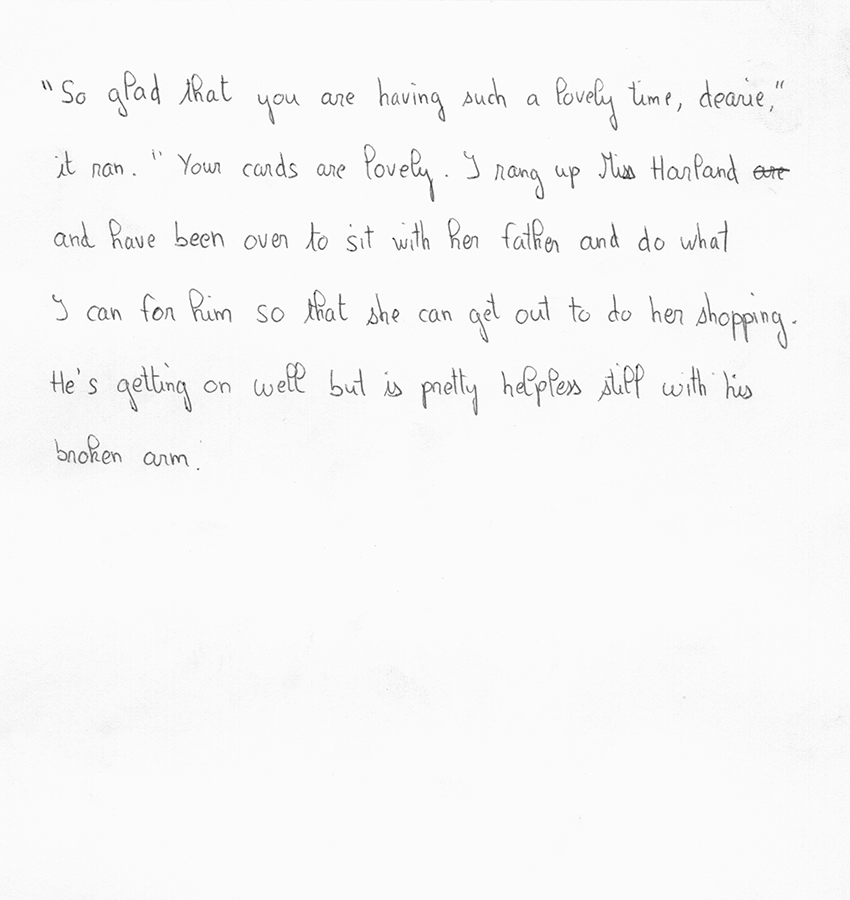 "So glad that you are having such a lovely time, dearie,"
it ran. "Your cards are lovely. I rang up Miss Harland ~~are~~
and have been over to sit with her father and do what
I can for him so that she can get out to do her shopping.
He's getting on well but is pretty helpless still with his
broken arm.